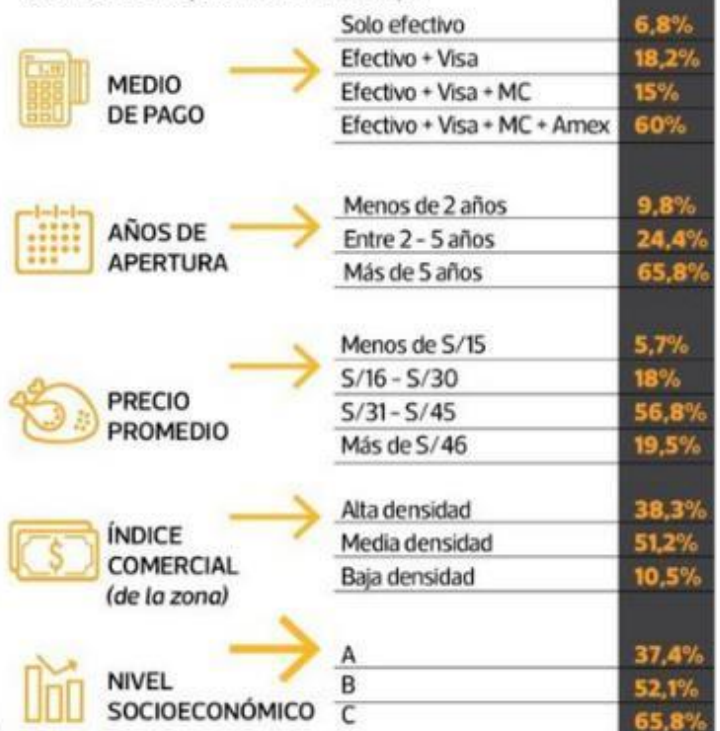 Solo efectivo 6,8%
Efectivo + Visa 18,2%
MEDIO
DE PAGO
Efectivo + Visa + MC 15%
Efectivo + Visa + MC + Amex 60%
AÑOS DE
APERTURA
Menos de 2 años 9,8%
Entre 2 - 5 años 24,4%
Más de 5 años 65,8%
PRECIO
PROMEDIO
Menos de S/15 5,7%
S/16 - S/30 18%
S/31 - S/45 56,8%
Más de S/46 19,5%
ÍNDICE
COMERCIAL
(de la zona)
Alta densidad 38,3%
Media densidad 51,2%
Baja densidad 10,5%
$
NIVEL
SOCIOECONÓMICO
A 37,4%
B 52,1%
C 65,8%